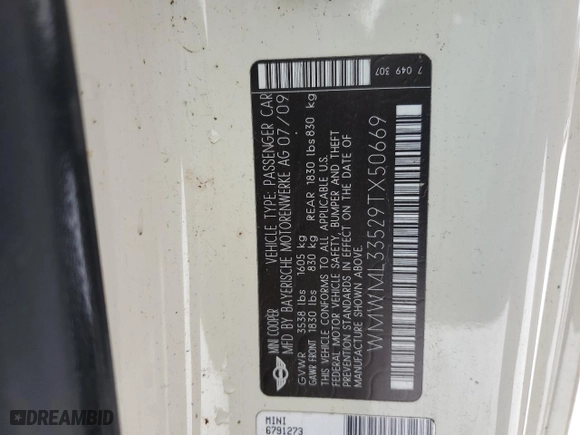 MINI COOPER
VEHICLE TYPE: PASSENGER CAR
MFD BY BAYERISCHE MOTORENWERKE AG 07/09
GVWR 3538 lbs 1605 kg
GAWR FRONT 1830 lbs 830 kg REAR 1830 lbs 830 kg
THIS VEHICLE CONFORMS TO ALL APPLICABLE U.S.
FEDERAL MOTOR VEHICLE SAFETY, BUMPER AND THEFT
PREVENTION STANDARDS IN EFFECT ON THE DATE OF
MANUFACTURE SHOWN ABOVE.
WMWML33529TX50669
7 049 307
MINI
6791273
DREAMBID